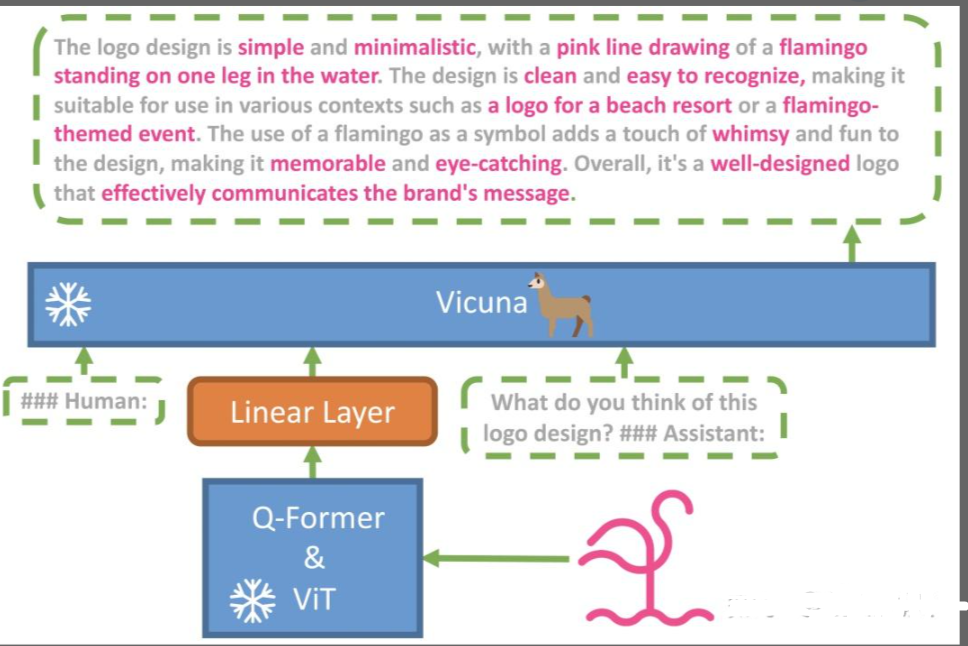 The logo design is simple and minimalistic, with a pink line drawing of a flamingo
standing on one leg in the water. The design is clean and easy to recognize, making it
suitable for use in various contexts such as a logo for a beach resort or a flamingo-
themed event. The use of a flamingo as a symbol adds a touch of whimsy and fun to
the design, making it memorable and eye-catching. Overall, it's a well-designed logo
that effectively communicates the brand's message.
Vicuna
### Human:
Linear Layer
What do you think of this
logo design? ### Assistant:
Q-Former
&
ViT